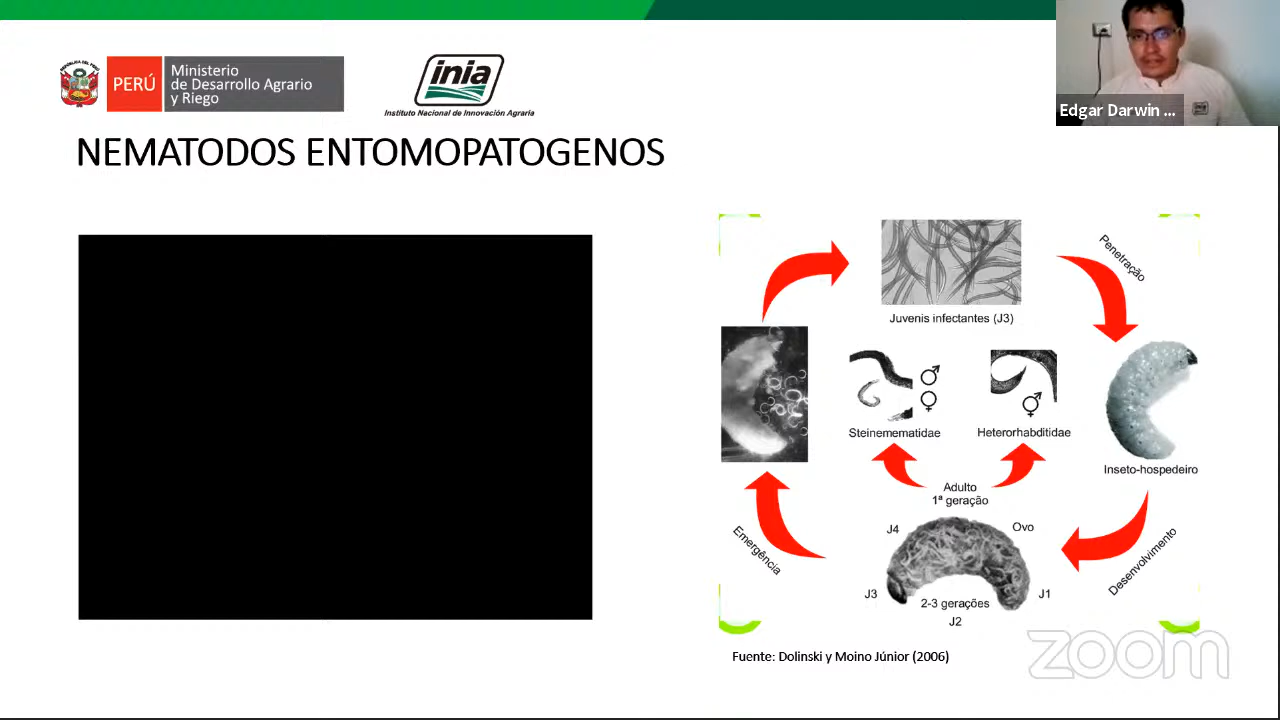 PERÚ
Ministerio
de Desarrollo Agrario
y Riego
inia
Instituto Nacional de Innovación Agraria
Edgar Darwin ...
NEMATODOS ENTOMOPATOGENOS
Juvenis infectantes (J3)
Penetração
Steinemematidae
Heterorhabditidae
Inseto-hospedeiro
Adulto
1ª geração
Emergência
J4
Ovo
Desenvolvimento
J3
2-3 gerações
J1
J2
Fuente: Dolinski y Moino Júnior (2006)
zoom